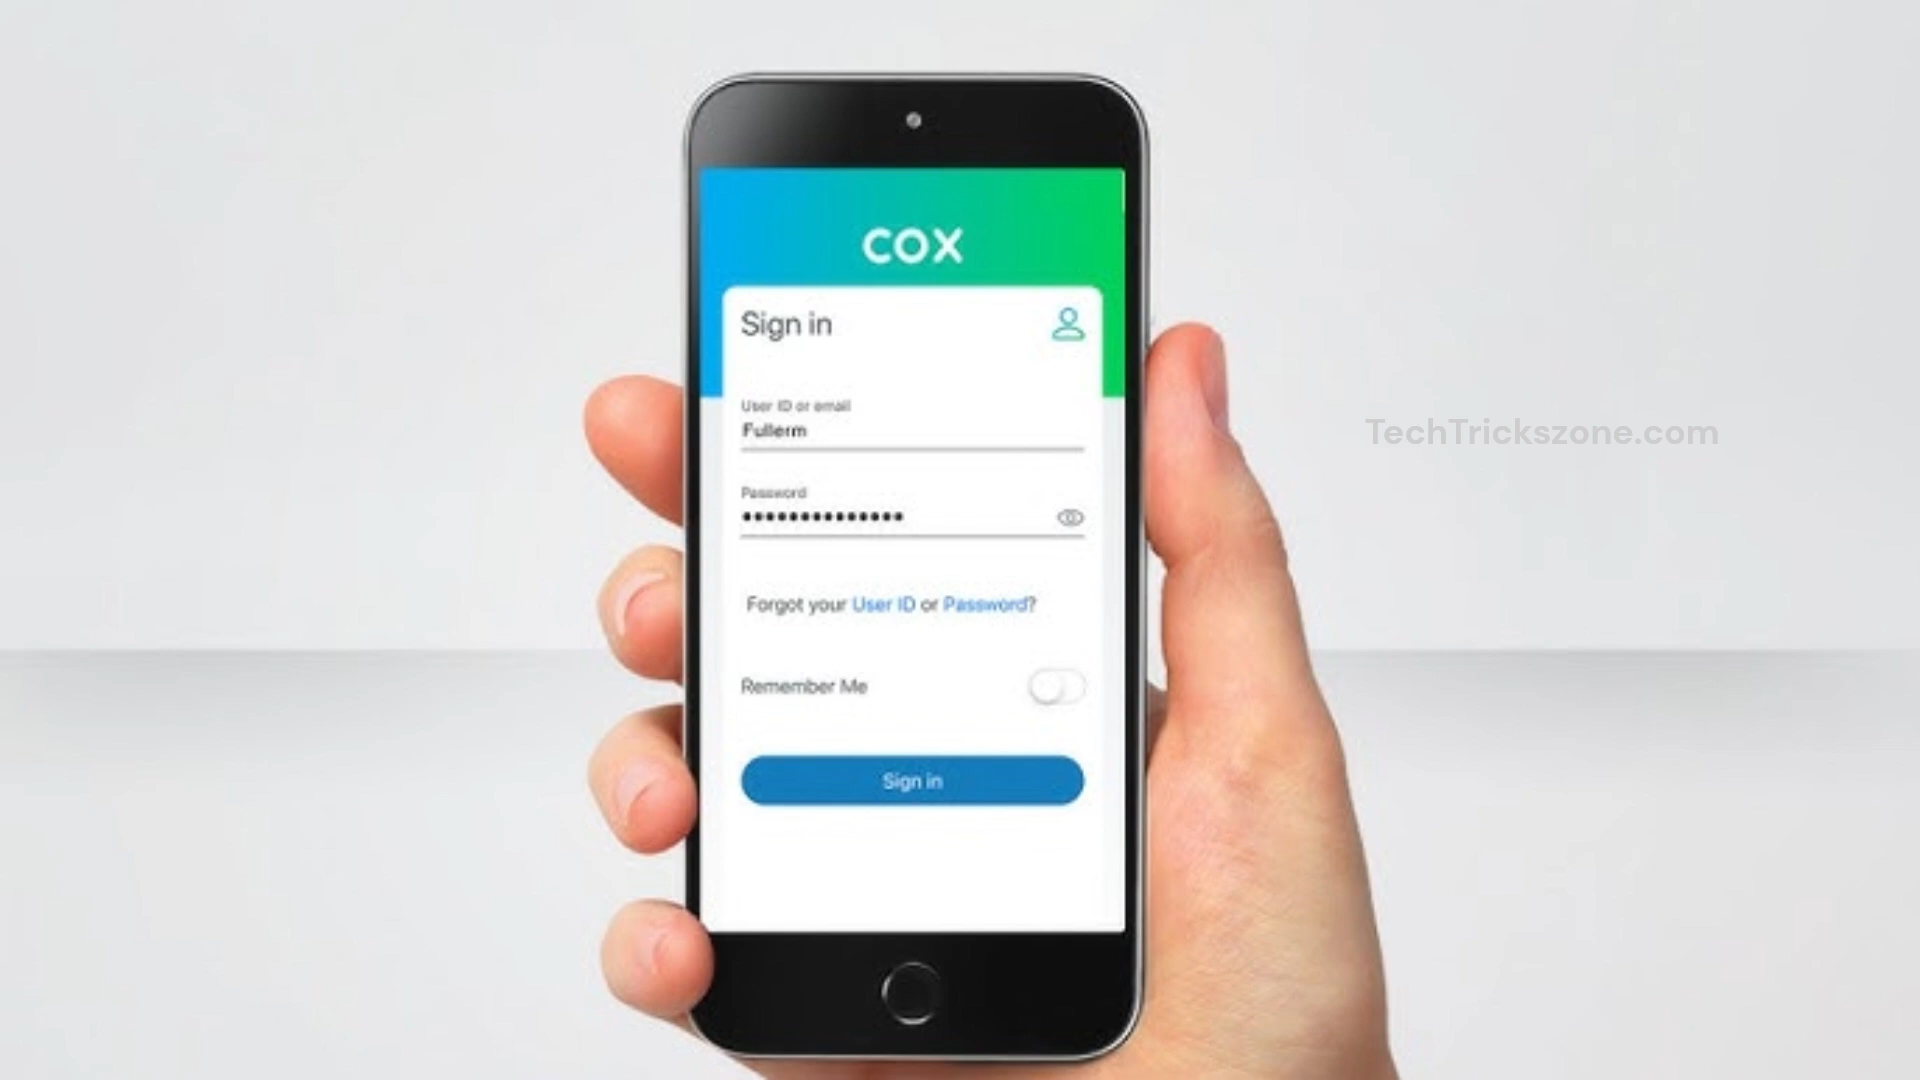 COX
Sign in
User ID or email
Fullerm
Password
••••••••••••••
Forgot your User ID or Password?
Remember Me
Sign in
TechTrickszone.com